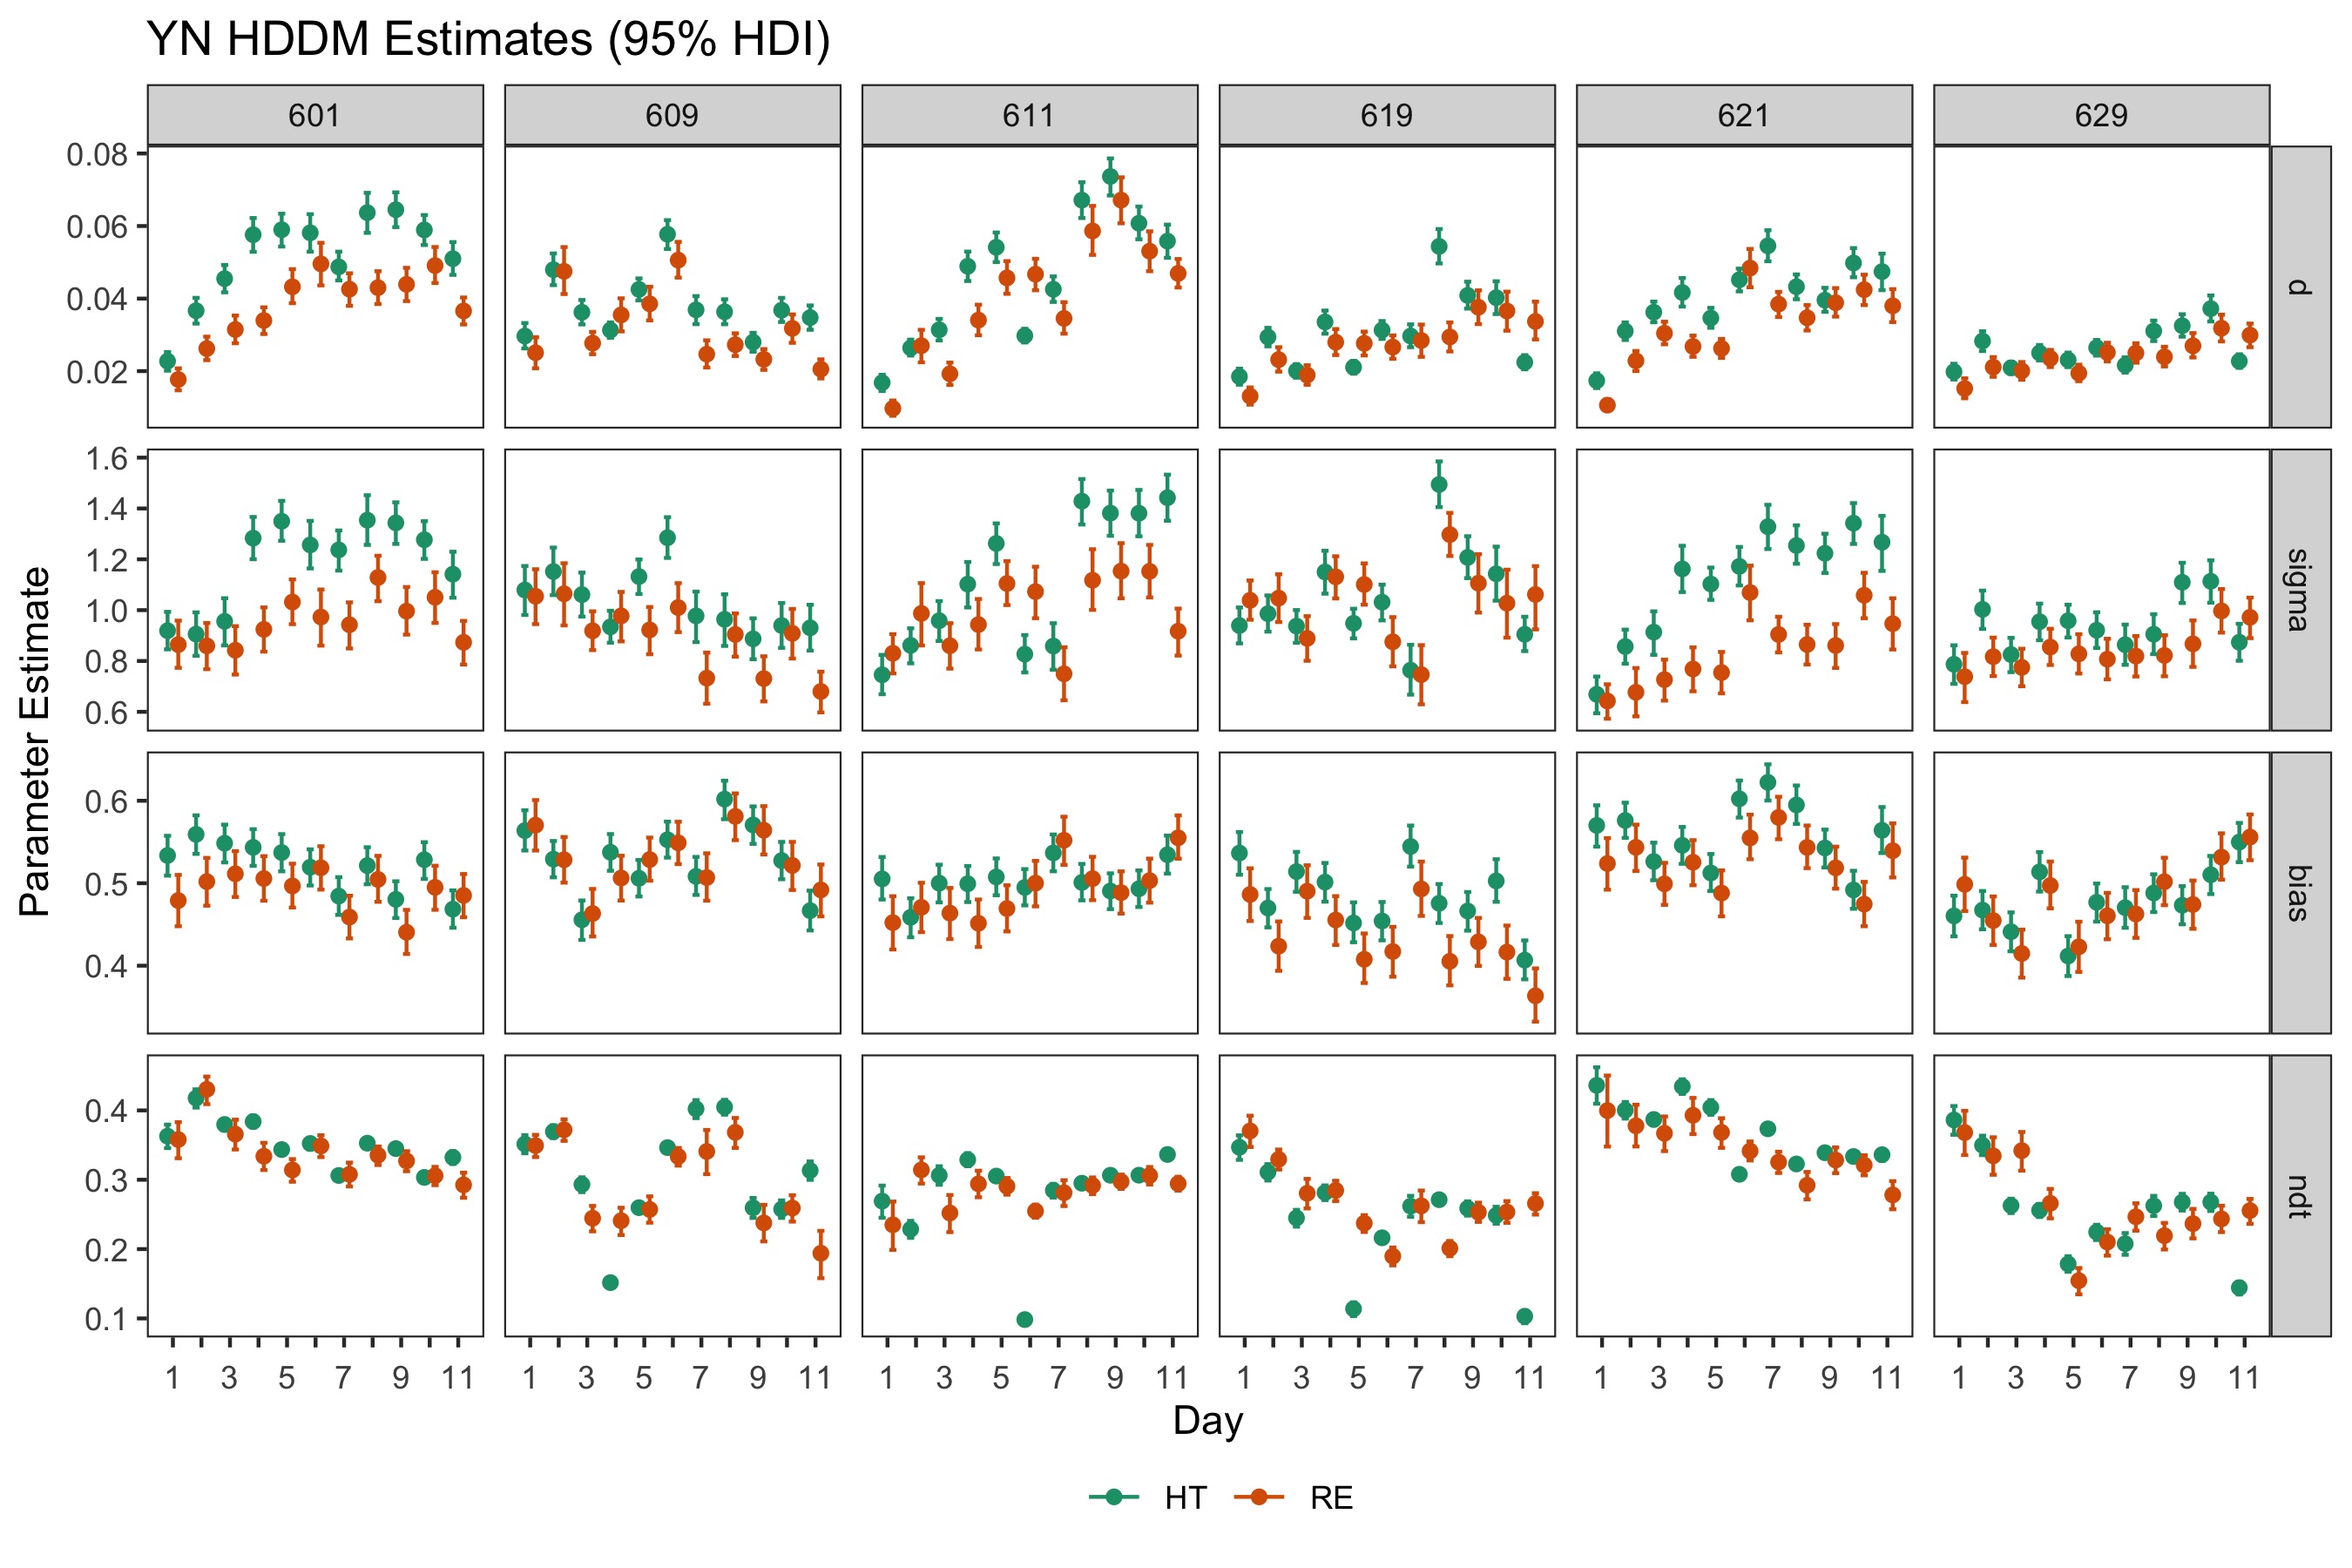 YN HDDM Estimates (95% HDI)
601 609 611 619 621 629
0.08
0.06
0.04
0.02
d
1.6
1.4
1.2
1.0
0.8
0.6
sigma
Parameter Estimate
0.6
0.5
0.4
bias
0.4
0.3
0.2
0.1
ndt
1 3 5 7 9 11 1 3 5 7 9 11 1 3 5 7 9 11 1 3 5 7 9 11 1 3 5 7 9 11 1 3 5 7 9 11
Day
HT RE